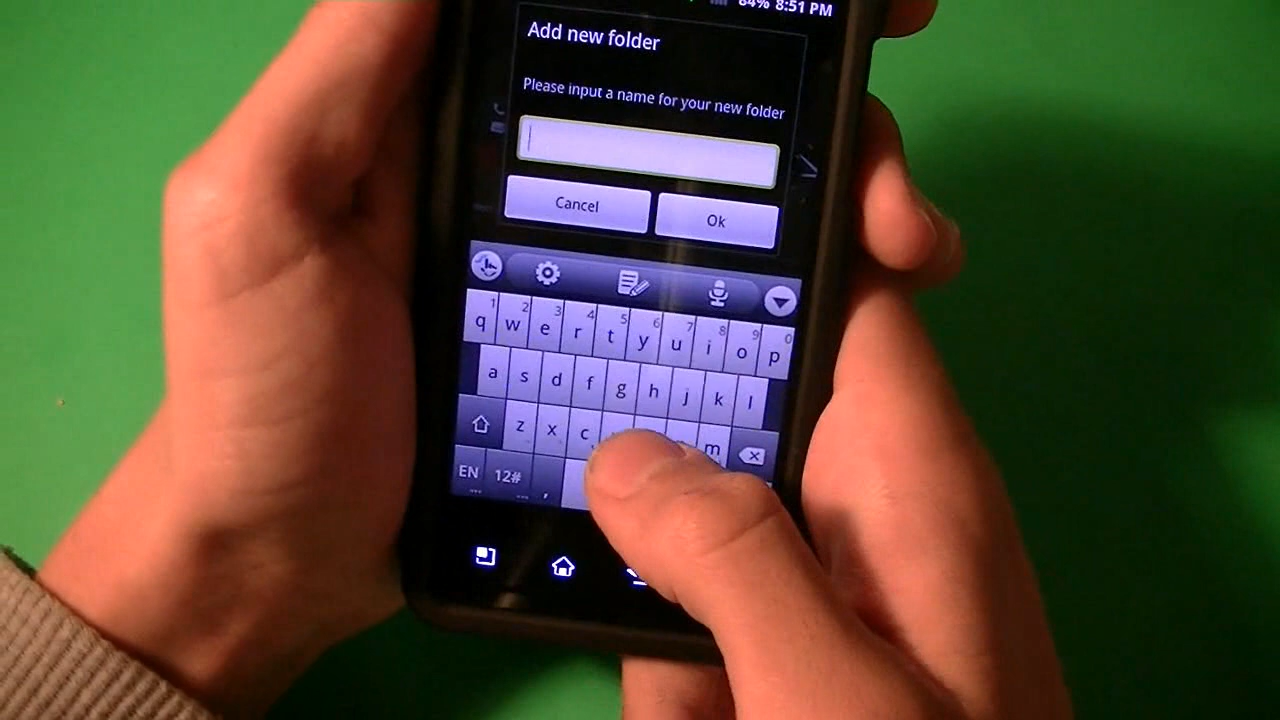 84% 8:51 PM
Add new folder
Please input a name for your new folder
Cancel Ok
1 2 3 4 5 6 7 8 9 0
q w e r t y u i o p
a s d f g h j k l
z x c m
EN 12# ,